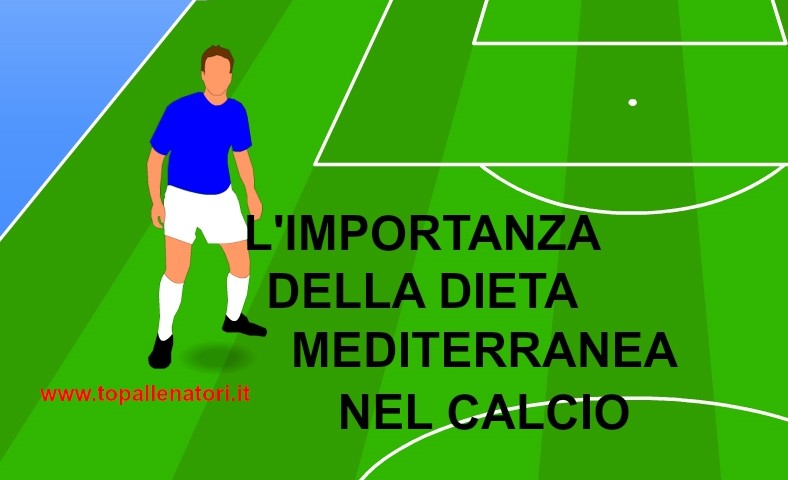 L'IMPORTANZA
DELLA DIETA
MEDITERRANEA
www.topallenatori.it
NEL CALCIO